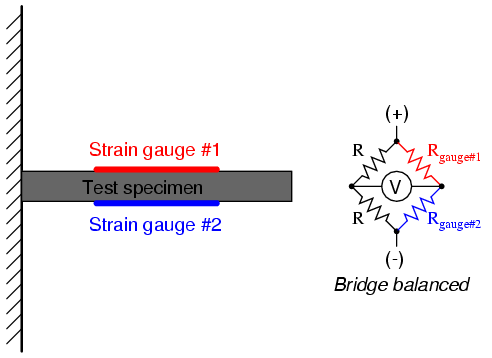 Strain gauge #1
Test specimen
Strain gauge #2
(+)
R
Rgauge#1
V
R
Rgauge#2
(-)
Bridge balanced